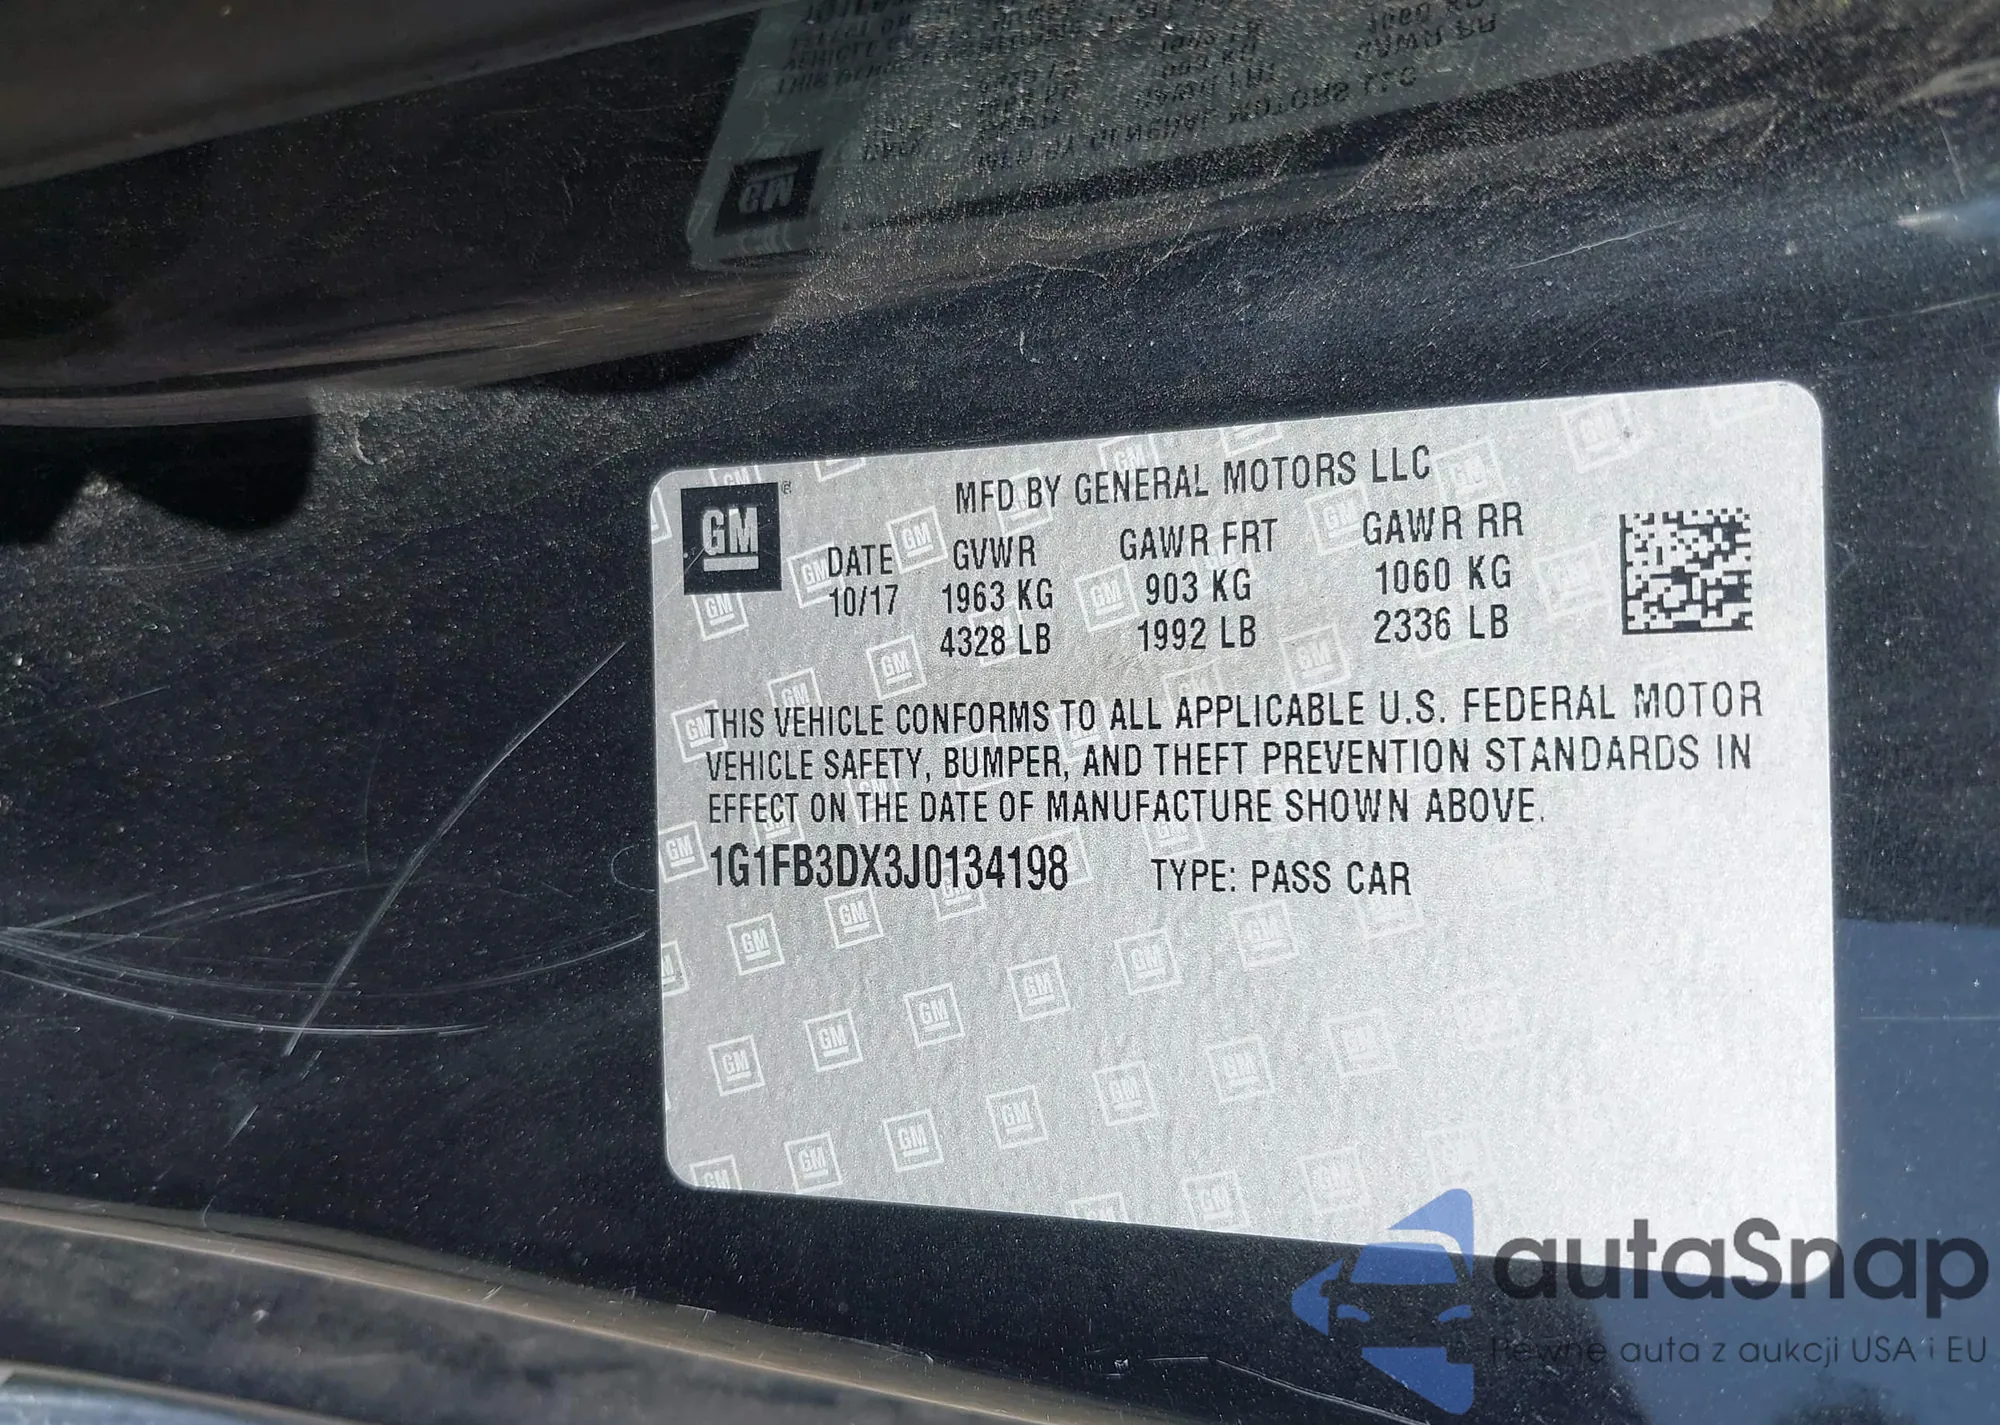 GM
MFD BY GENERAL MOTORS LLC
DATE GVWR GAWR FRT GAWR RR
10/17 1963 KG 903 KG 1060 KG
4328 LB 1992 LB 2336 LB
THIS VEHICLE CONFORMS TO ALL APPLICABLE U.S. FEDERAL MOTOR
VEHICLE SAFETY, BUMPER, AND THEFT PREVENTION STANDARDS IN
EFFECT ON THE DATE OF MANUFACTURE SHOWN ABOVE.
1G1FB3DX3J0134198 TYPE: PASS CAR
autaSnap
Pewne auta z aukcji USA i EU